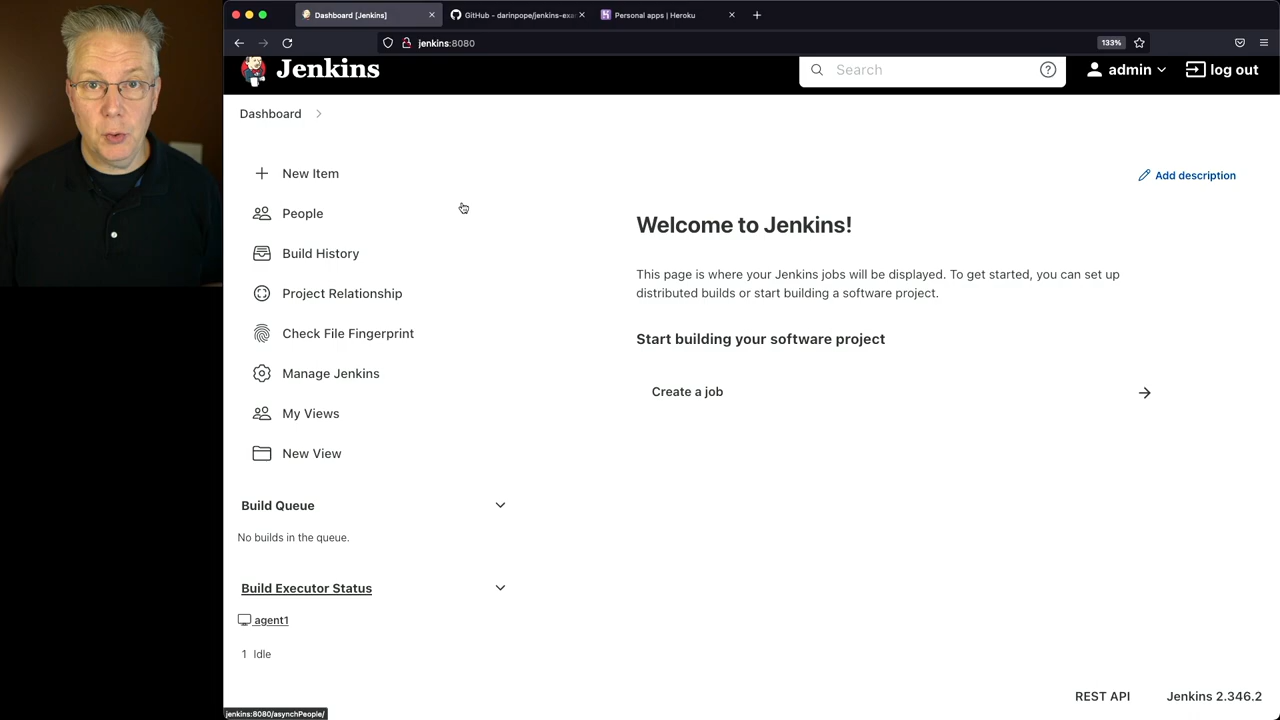 Dashboard [Jenkins]
GitHub - darinpope/jenkins-exa
Personal apps | Heroku
jenkins:8080
133%
Jenkins
Search
admin
log out
Dashboard
New Item
People
Build History
Project Relationship
Check File Fingerprint
Manage Jenkins
My Views
New View
Build Queue
No builds in the queue.
Build Executor Status
agent1
1 Idle
Add description
Welcome to Jenkins!
This page is where your Jenkins jobs will be displayed. To get started, you can set up
distributed builds or start building a software project.
Start building your software project
Create a job
REST API
Jenkins 2.346.2
jenkins:8080/asynchPeople/